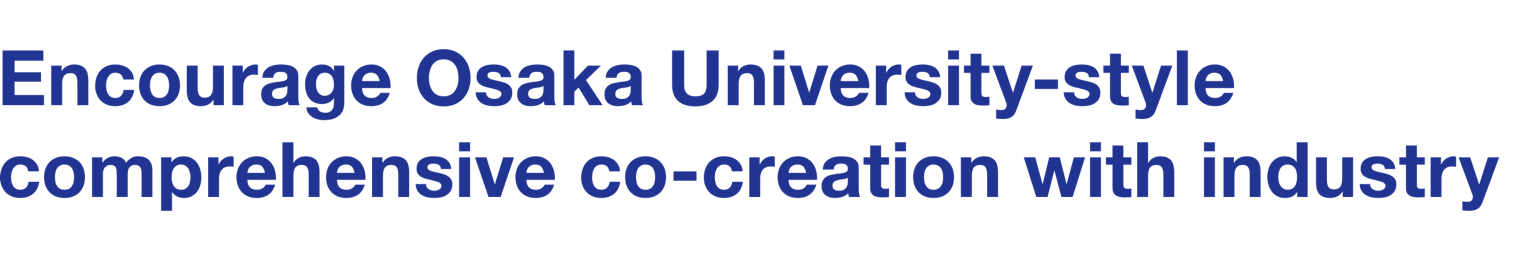 Encourage Osaka University-style
comprehensive co-creation with industry